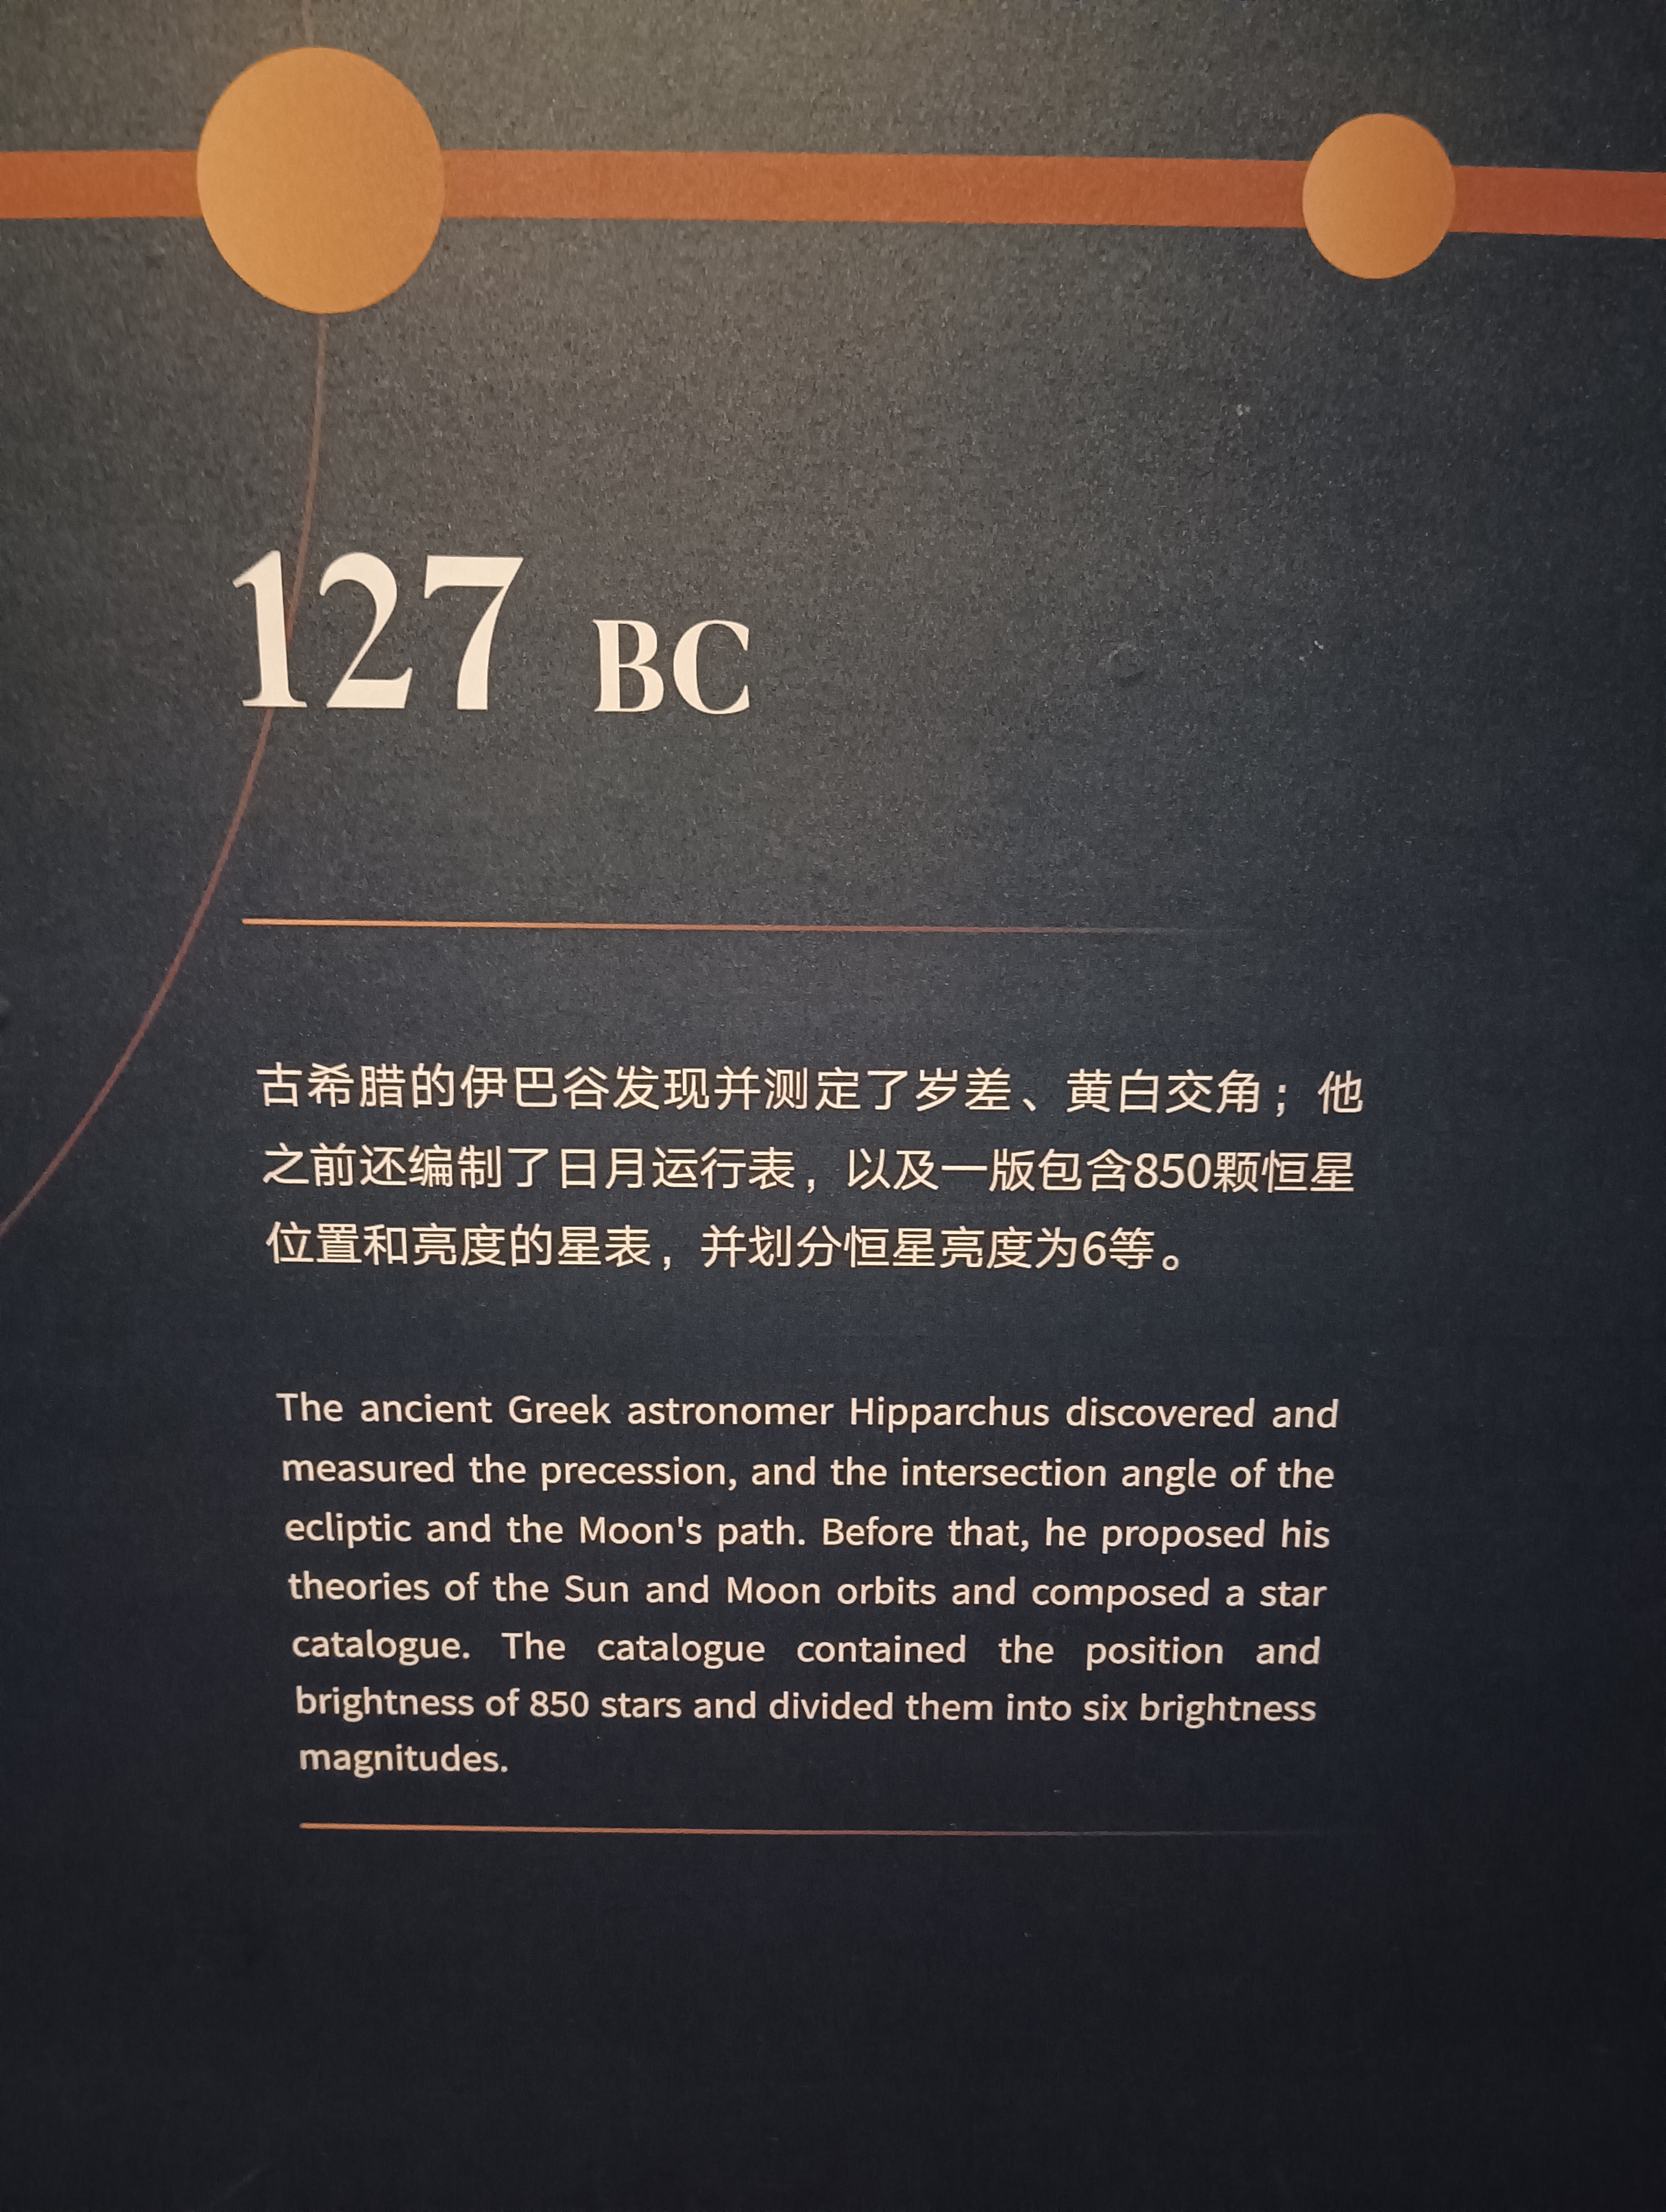 127 BC
古希腊的伊巴谷发现并测定了岁差、黄白交角；他
之前还编制了日月运行表，以及一版包含850颗恒星
位置和亮度的星表，并划分恒星亮度为6等。
The ancient Greek astronomer Hipparchus discovered and
measured the precession, and the intersection angle of the
ecliptic and the Moon's path. Before that, he proposed his
theories of the Sun and Moon orbits and composed a star
catalogue. The catalogue contained the position and
brightness of 850 stars and divided them into six brightness
magnitudes.